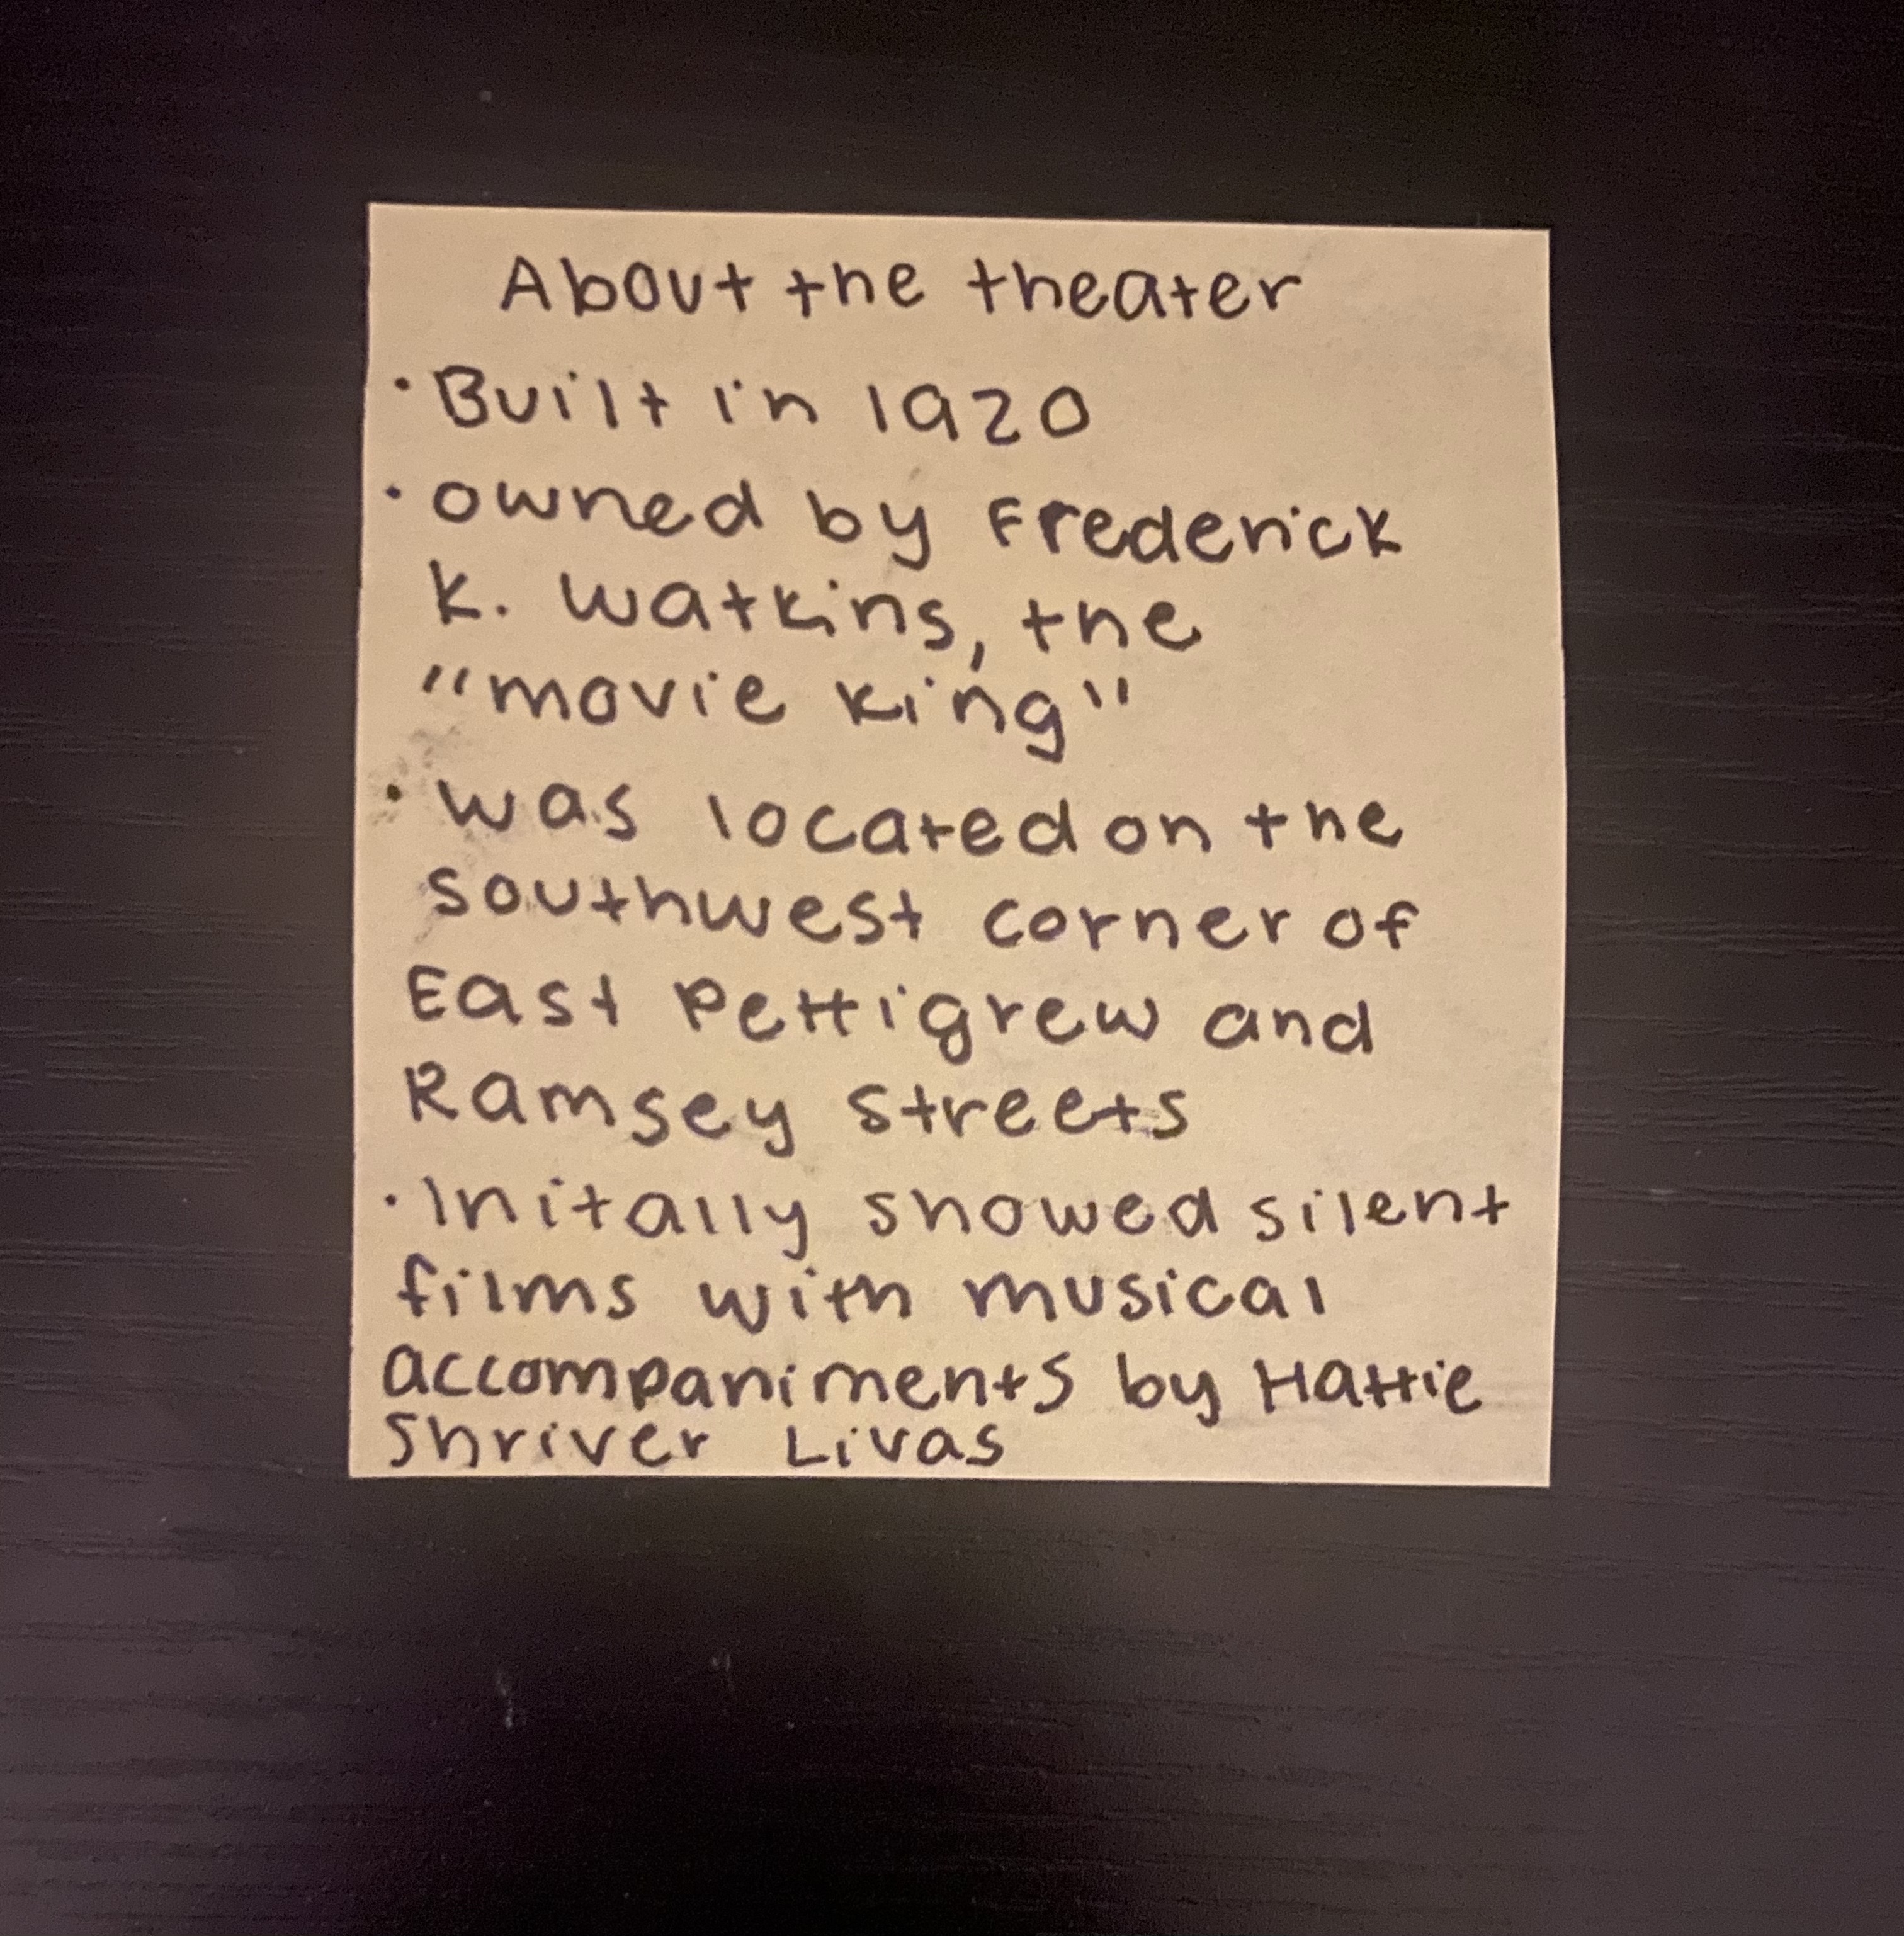 About the theater
· Built in 1920
· owned by Frederick
K. Watkins, the
"movie king"
· was located on the
southwest corner of
East Pettigrew and
Ramsey Streets
· Initally showed silent
films with musical
accompaniments by Hattie
Shriver Livas